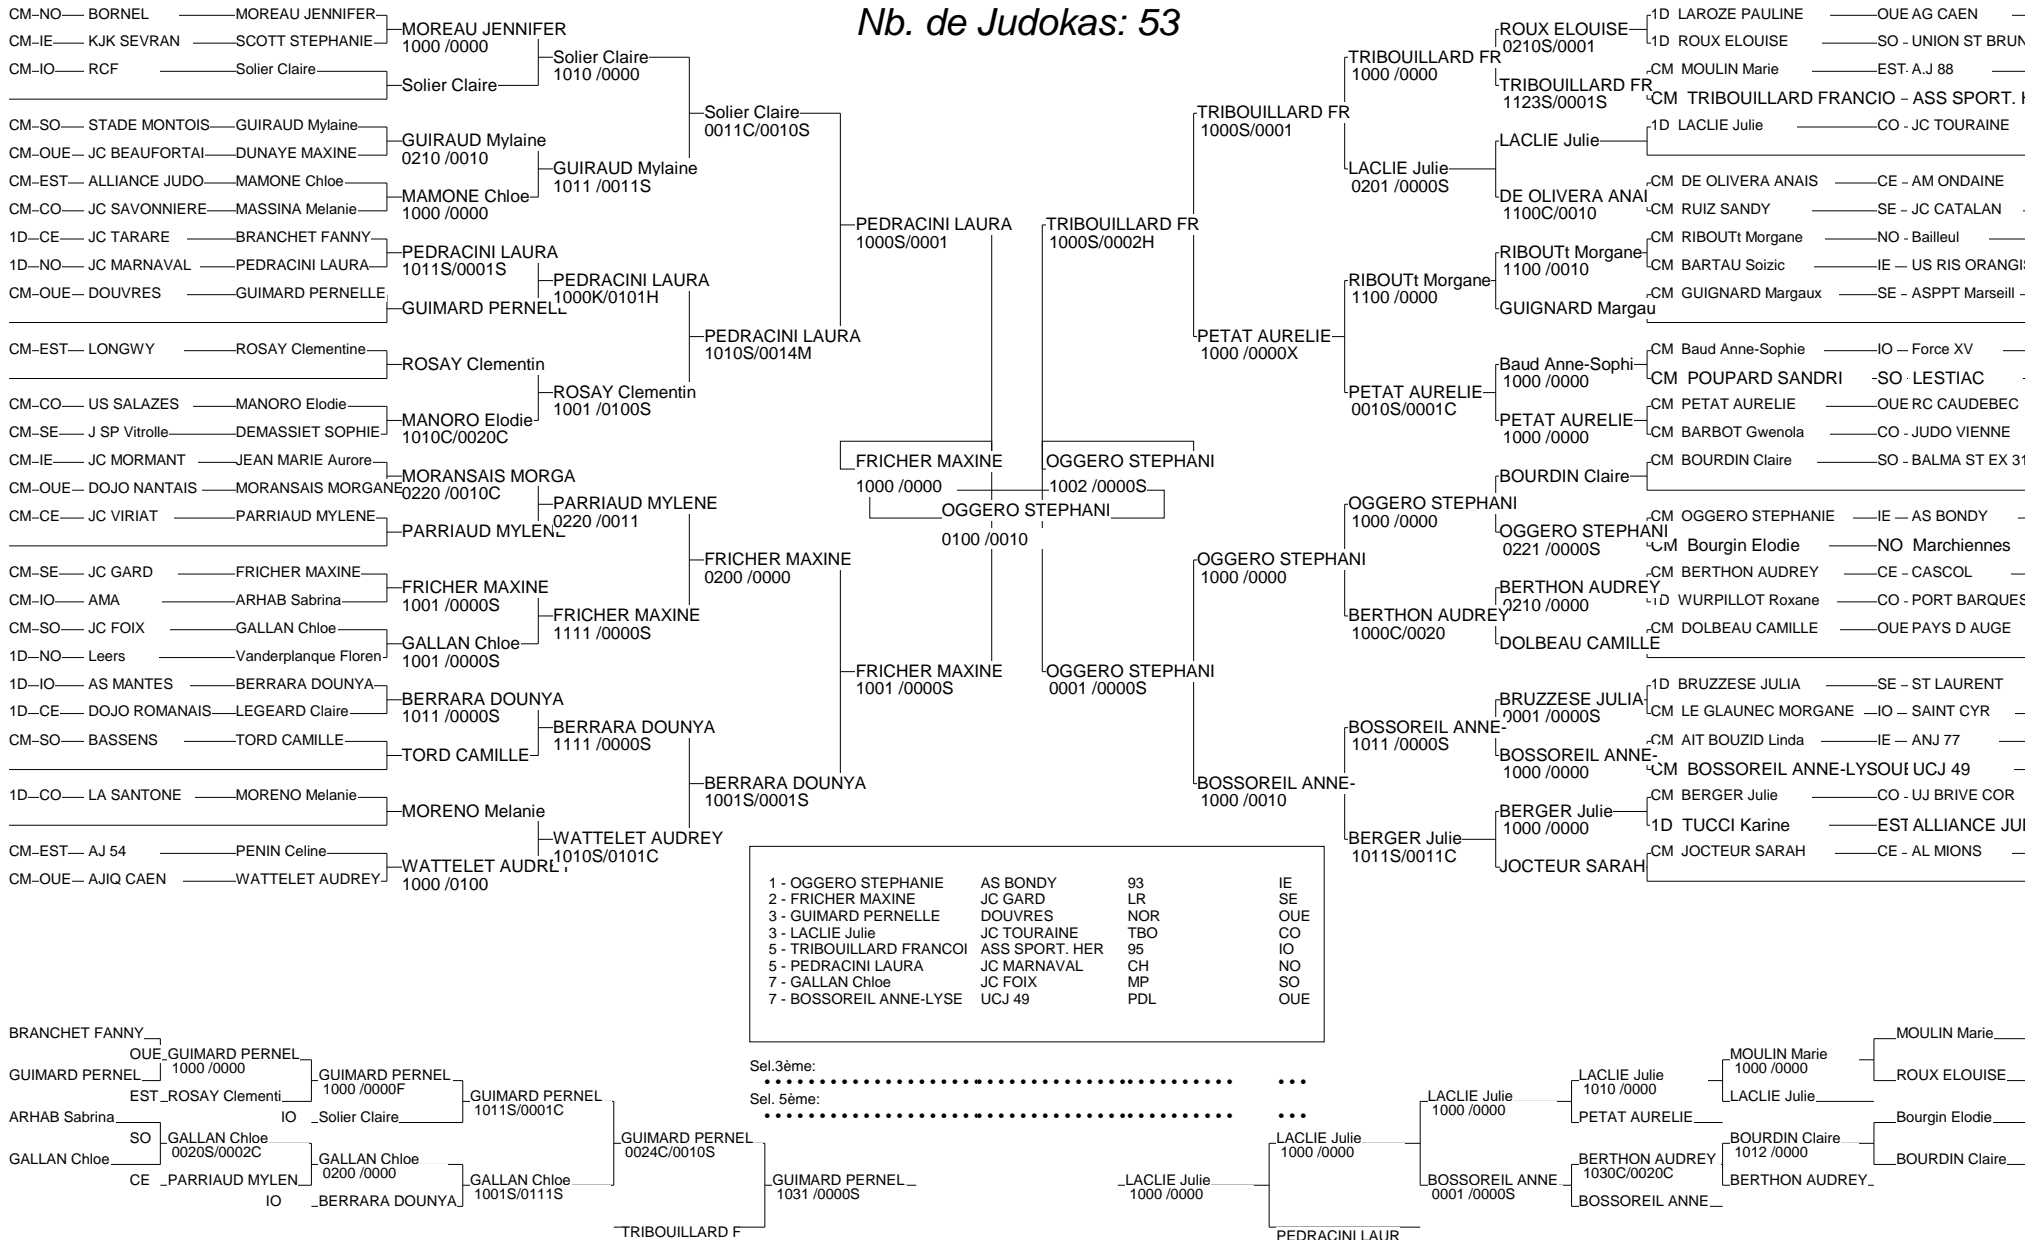 Nb. de Judokas: 53
CM-NO BORNEL MOREAU JENNIFER
CM-IE KJK SEVRAN SCOTT STEPHANIE
CM-IO RCF Solier Claire
CM-SO STADE MONTOIS GUIRAUD Mylaine
CM-OUE JC BEAUFORTAI DUNAYE MAXINE
CM-EST ALLIANCE JUDO MAMONE Chloe
CM-CO JC SAVONNIERE MASSINA Melanie
1D-CE JC TARARE BRANCHET FANNY
1D-NO JC MARNAVAL PEDRACINI LAURA
CM-OUE DOUVRES GUIMARD PERNELLE
CM-EST LONGWY ROSAY Clementine
CM-CO US SALAZES MANORO Elodie
CM-SE J SP Vitrolle DEMASSIET SOPHIE
CM-IE JC MORMANT JEAN MARIE Aurore
CM-OUE DOJO NANTAIS MORANSAIS MORGANE
CM-CE JC VIRIAT PARRIAUD MYLENE
CM-SE JC GARD FRICHER MAXINE
CM-IO AMA ARHAB Sabrina
CM-SO JC FOIX GALLAN Chloe
1D-NO Leers Vanderplanque Floren
1D-IO AS MANTES BERRARA DOUNYA
1D-CE DOJO ROMANAIS LEGEARD Claire
CM-SO BASSENS TORD CAMILLE
1D-CO LA SANTONE MORENO Melanie
CM-EST AJ 54 PENIN Celine
CM-OUE AJIQ CAEN WATTELET AUDREY
MOREAU JENNIFER
1000 /0000
Solier Claire
GUIRAUD Mylaine
0210 /0010
MAMONE Chloe
1000 /0000
PEDRACINI LAURA
1011S/0001S
GUIMARD PERNELL
ROSAY Clementin
MANORO Elodie
1010C/0020C
MORANSAIS MORGA
0220 /0010C
PARRIAUD MYLENE
FRICHER MAXINE
1001 /0000S
GALLAN Chloe
1001 /0000S
BERRARA DOUNYA
1011 /0000S
TORD CAMILLE
MORENO Melanie
WATTELET AUDREY
1000 /0100
Solier Claire
1010 /0000
GUIRAUD Mylaine
1011 /0011S
PEDRACINI LAURA
1000K/0101H
ROSAY Clementin
1001 /0100S
PARRIAUD MYLENE
0220 /0011
FRICHER MAXINE
1111 /0000S
BERRARA DOUNYA
1111 /0000S
WATTELET AUDREY
1010S/0101C
Solier Claire
0011C/0010S
PEDRACINI LAURA
1010S/0014M
FRICHER MAXINE
0200 /0000
BERRARA DOUNYA
1001S/0001S
PEDRACINI LAURA
1000S/0001
FRICHER MAXINE
1001 /0000S
FRICHER MAXINE
1000 /0000
OGGERO STEPHANI
1002 /0000S
OGGERO STEPHANI
0100 /0010
TRIBOUILLARD FR
1000S/0002H
OGGERO STEPHANI
0001 /0000S
TRIBOUILLARD FR
1000S/0001
PETAT AURELIE
1000 /0000X
OGGERO STEPHANI
1000 /0000
BOSSOREIL ANNE-
1000 /0010
TRIBOUILLARD FR
1000 /0000
LACLIE Julie
0201 /0000S
RIBOUTt Morgane
1100 /0000
PETAT AURELIE
0010S/0001C
OGGERO STEPHANI
1000 /0000
BERTHON AUDREY
1000C/0020
BOSSOREIL ANNE-
1011 /0000S
BERGER Julie
1011S/0011C
ROUX ELOUISE
0210S/0001
TRIBOUILLARD FR
1123S/0001S
LACLIE Julie
DE OLIVERA ANAI
1100C/0010
RIBOUTt Morgane
1100 /0010
GUIGNARD Margau
Baud Anne-Sophi
1000 /0000
PETAT AURELIE
1000 /0000
BOURDIN Claire
OGGERO STEPHANI
0221 /0000S
BERTHON AUDREY
0210 /0000
DOLBEAU CAMILLE
BRUZZESE JULIA
0001 /0000S
BOSSOREIL ANNE-
1000 /0000
BERGER Julie
1000 /0000
JOCTEUR SARAH
1D LAROZE PAULINE OUE AG CAEN
1D ROUX ELOUISE SO - UNION ST BRUN
CM MOULIN Marie EST- A.J 88
CM TRIBOUILLARD FRANCIO - ASS SPORT. H
1D LACLIE Julie CO - JC TOURAINE
CM DE OLIVERA ANAIS CE - AM ONDAINE
CM RUIZ SANDY SE - JC CATALAN
CM RIBOUTt Morgane NO - Bailleul
CM BARTAU Soizic IE - US RIS ORANGIS
CM GUIGNARD Margaux SE - ASPPT Marseill
CM Baud Anne-Sophie IO - Force XV
CM POUPARD SANDRI SO - LESTIAC
CM PETAT AURELIE OUE RC CAUDEBEC
CM BARBOT Gwenola CO - JUDO VIENNE
CM BOURDIN Claire SO - BALMA ST EX 31
CM OGGERO STEPHANIE IE - AS BONDY
CM Bourgin Elodie NO Marchiennes
CM BERTHON AUDREY CE - CASCOL
1D WURPILLOT Roxane CO - PORT BARQUES
CM DOLBEAU CAMILLE OUE PAYS D AUGE
1D BRUZZESE JULIA SE - ST LAURENT
CM LE GLAUNEC MORGANE IO - SAINT CYR
CM AIT BOUZID Linda IE - ANJ 77
CM BOSSOREIL ANNE-LYSOUE UCJ 49
CM BERGER Julie CO - UJ BRIVE COR
1D TUCCI Karine EST ALLIANCE JU
CM JOCTEUR SARAH CE - AL MIONS
1 - OGGERO STEPHANIE AS BONDY 93 IE
2 - FRICHER MAXINE JC GARD LR SE
3 - GUIMARD PERNELLE DOUVRES NOR OUE
3 - LACLIE Julie JC TOURAINE TBO CO
5 - TRIBOUILLARD FRANCOI ASS SPORT. HER 95 IO
5 - PEDRACINI LAURA JC MARNAVAL CH NO
7 - GALLAN Chloe JC FOIX MP SO
7 - BOSSOREIL ANNE-LYSE UCJ 49 PDL OUE
Sel.3ème:
Sel. 5ème:
BRANCHET FANNY
GUIMARD PERNEL
ARHAB Sabrina
GALLAN Chloe
OUE GUIMARD PERNEL
1000 /0000
EST ROSAY Clementi
SO GALLAN Chloe
0020S/0002C
CE PARRIAUD MYLEN
GUIMARD PERNEL
1000 /0000F
IO Solier Claire
GALLAN Chloe
0200 /0000
IO BERRARA DOUNYA
GUIMARD PERNEL
1011S/0001C
GALLAN Chloe
1001S/0111S
GUIMARD PERNEL
0024C/0010S
TRIBOUILLARD F
GUIMARD PERNEL
1031 /0000S
LACLIE Julie
1000 /0000
LACLIE Julie
1000 /0000
PEDRACINI LAUR
LACLIE Julie
1000 /0000
BOSSOREIL ANNE
0001 /0000S
LACLIE Julie
1010 /0000
PETAT AURELIE
BERTHON AUDREY
1030C/0020C
BOSSOREIL ANNE
MOULIN Marie
1000 /0000
LACLIE Julie
BOURDIN Claire
1012 /0000
BERTHON AUDREY
MOULIN Marie
ROUX ELOUISE
Bourgin Elodie
BOURDIN Claire